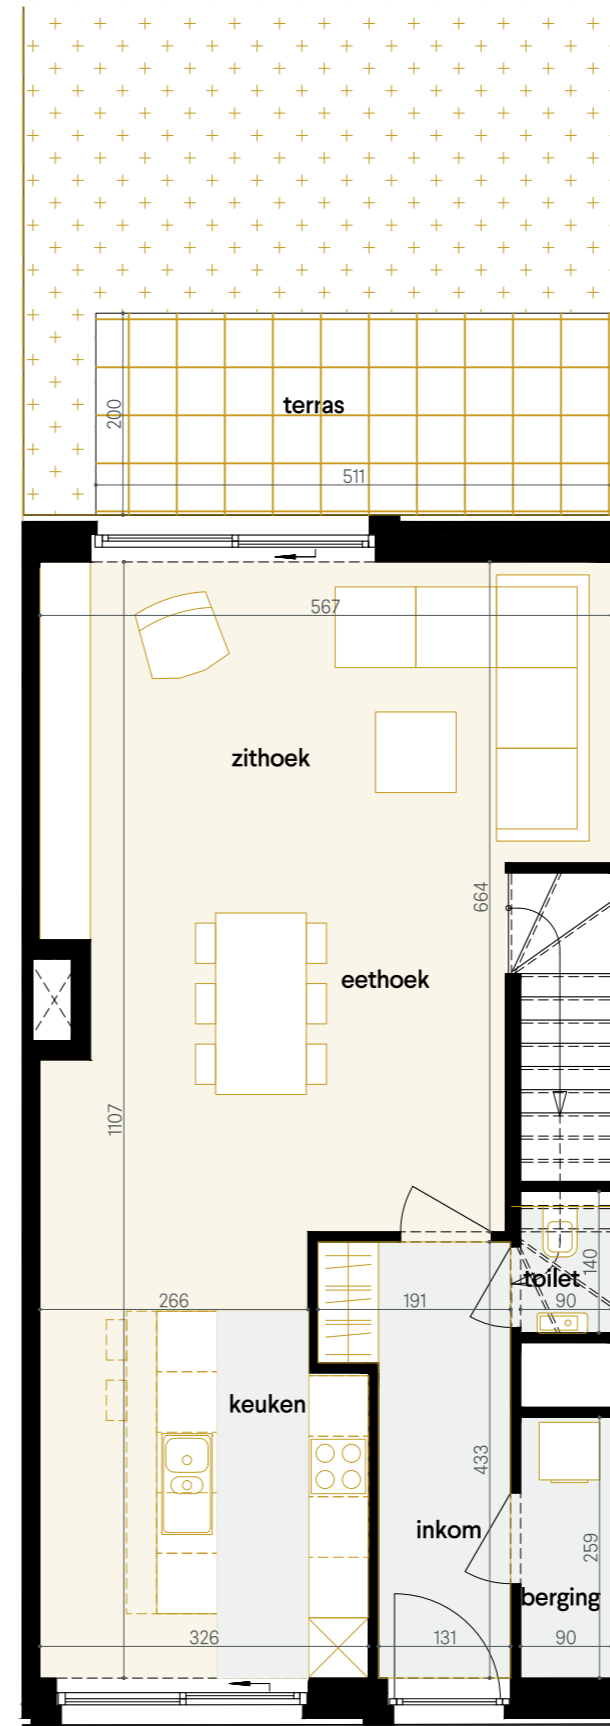 terras
200
511
567
zithoek
664
eethoek
1107
140
toilet
266
191
90
keuken
433
inkom
259
berging
326
131
90